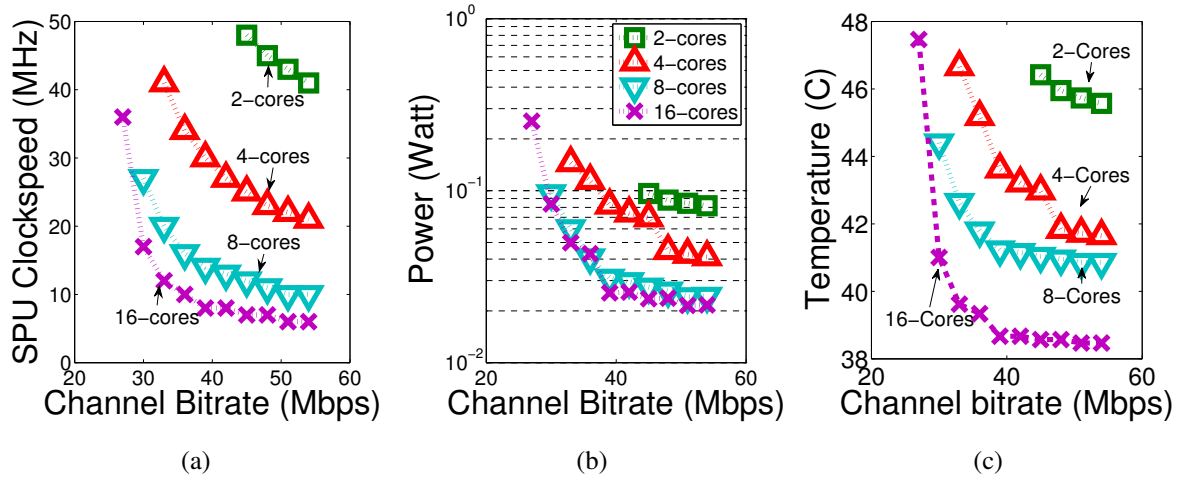 SPU Clockspeed (MHz)
50
40
30
20
10
0
2−cores
4−cores
8−cores
16−cores
20 40 60
Channel Bitrate (Mbps)
(a)
Power (Watt)
10^0
10^−1
10^−2
2−cores
4−cores
8−cores
16−cores
20 40 60
Channel Bitrate (Mbps)
(b)
Temperature (C)
48
46
44
42
40
38
2−Cores
4−Cores
8−Cores
16−Cores
20 40 60
Channel bitrate (Mbps)
(c)